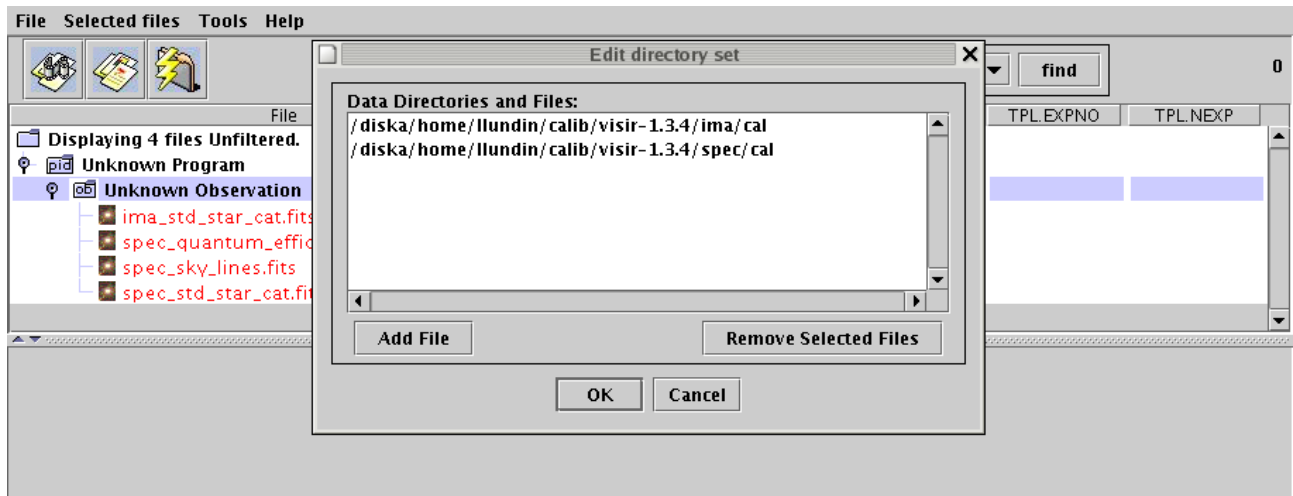 File Selected files Tools Help
Edit directory set
find
0
File
TPL.EXPNO TPL.NEXP
Displaying 4 files Unfiltered.
pid Unknown Program
ob Unknown Observation
ima_std_star_cat.fits
spec_quantum_effic
spec_sky_lines.fits
spec_std_star_cat.fit
Data Directories and Files:
/diska/home/llundin/calib/visir-1.3.4/ima/cal
/diska/home/llundin/calib/visir-1.3.4/spec/cal
Add File
Remove Selected Files
OK
Cancel